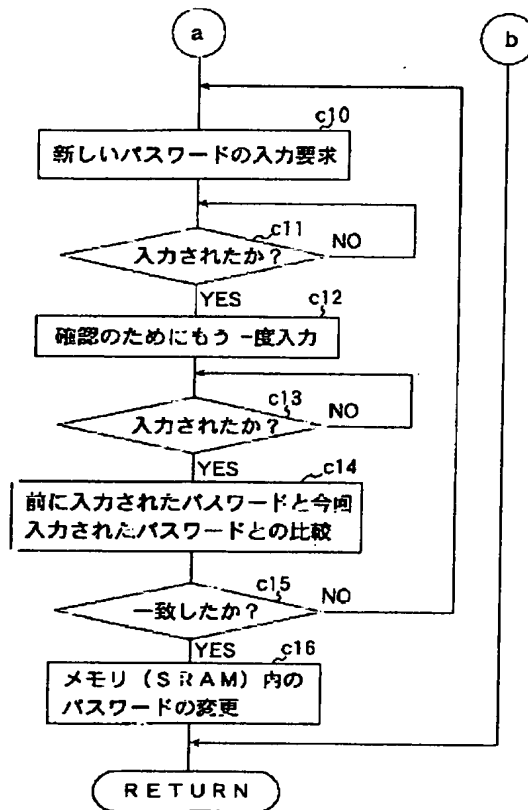 a
b
c10
新しいパスワードの入力要求
c11
入力されたか？
NO
YES
c12
確認のためにもう一度入力
c13
入力されたか？
NO
YES
c14
前に入力されたパスワードと今回
入力されたパスワードとの比較
c15
一致したか？
NO
YES
c16
メモリ（ＳＲＡＭ）内の
パスワードの変更
RETURN